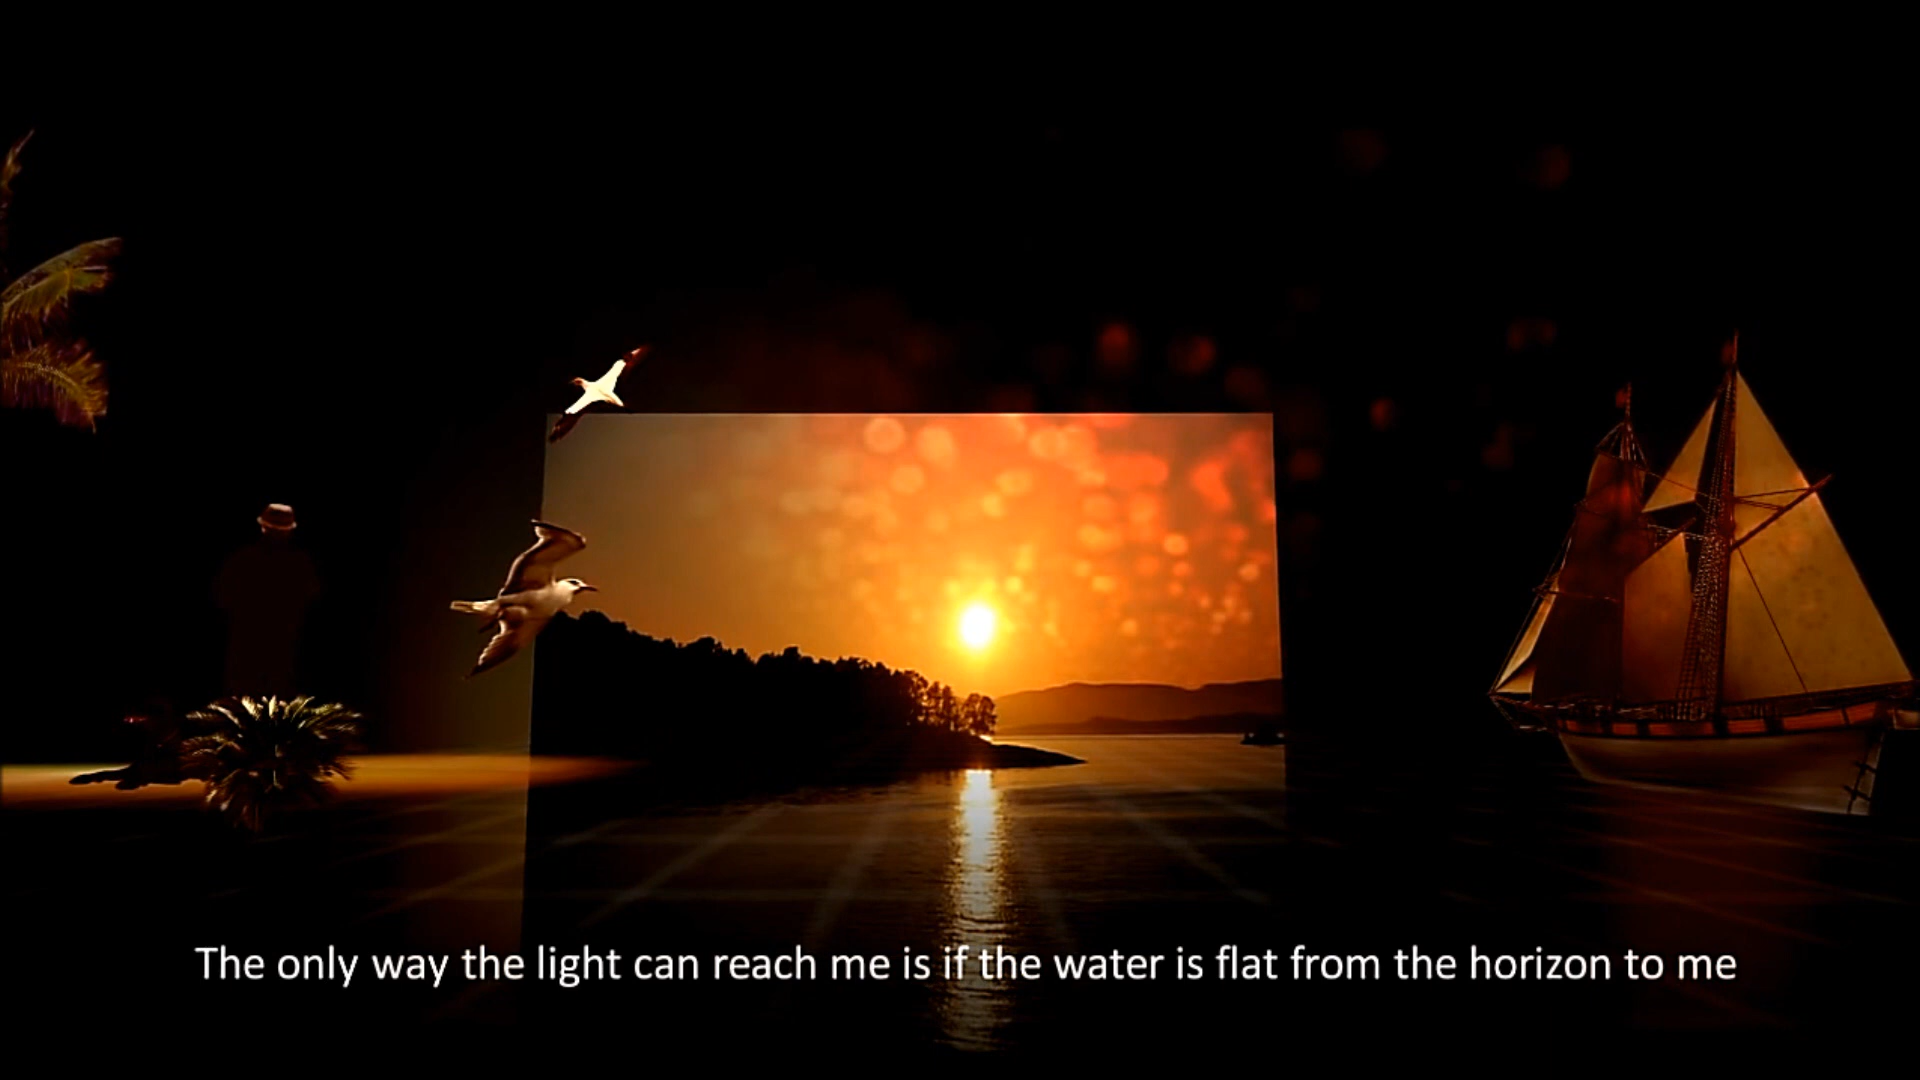 The only way the light can reach me is if the water is flat from the horizon to me